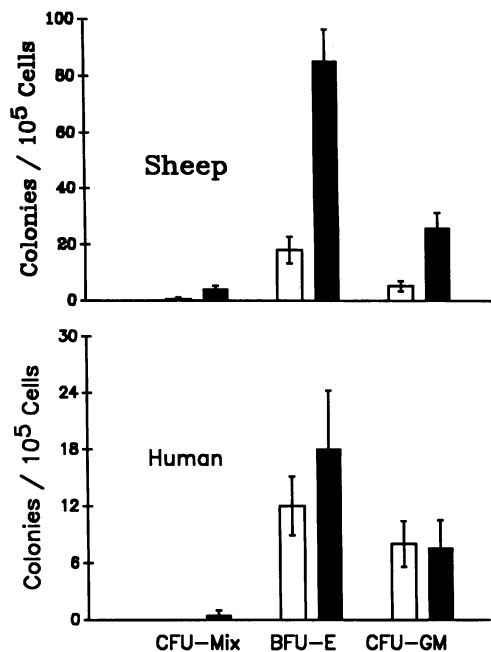 100
80
60
40
20
0
Colonies / 10⁵ Cells
Sheep
30
24
18
12
6
0
Colonies / 10⁵ Cells
Human
CFU-Mix BFU-E CFU-GM